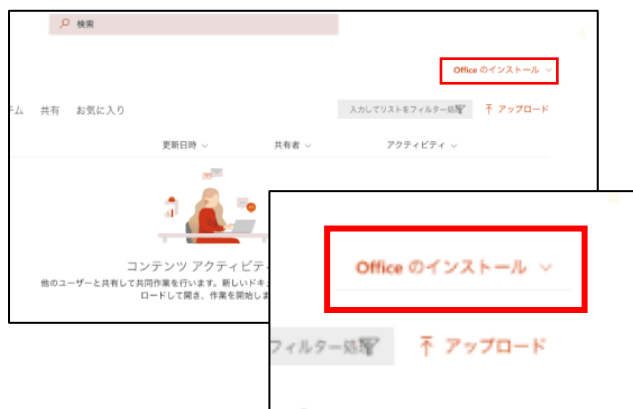 検索
Office のインストール
テム 共有 お気に入り 入力してリストをフィルター処理 アップロード
更新日時 共有者 アクティビティ
コンテンツ アクティビテ
他のユーザーと共有して共同作業を行います。新しいドキ
ロードして開き、作業を開始しま
Office のインストール
フィルター処理 アップロード